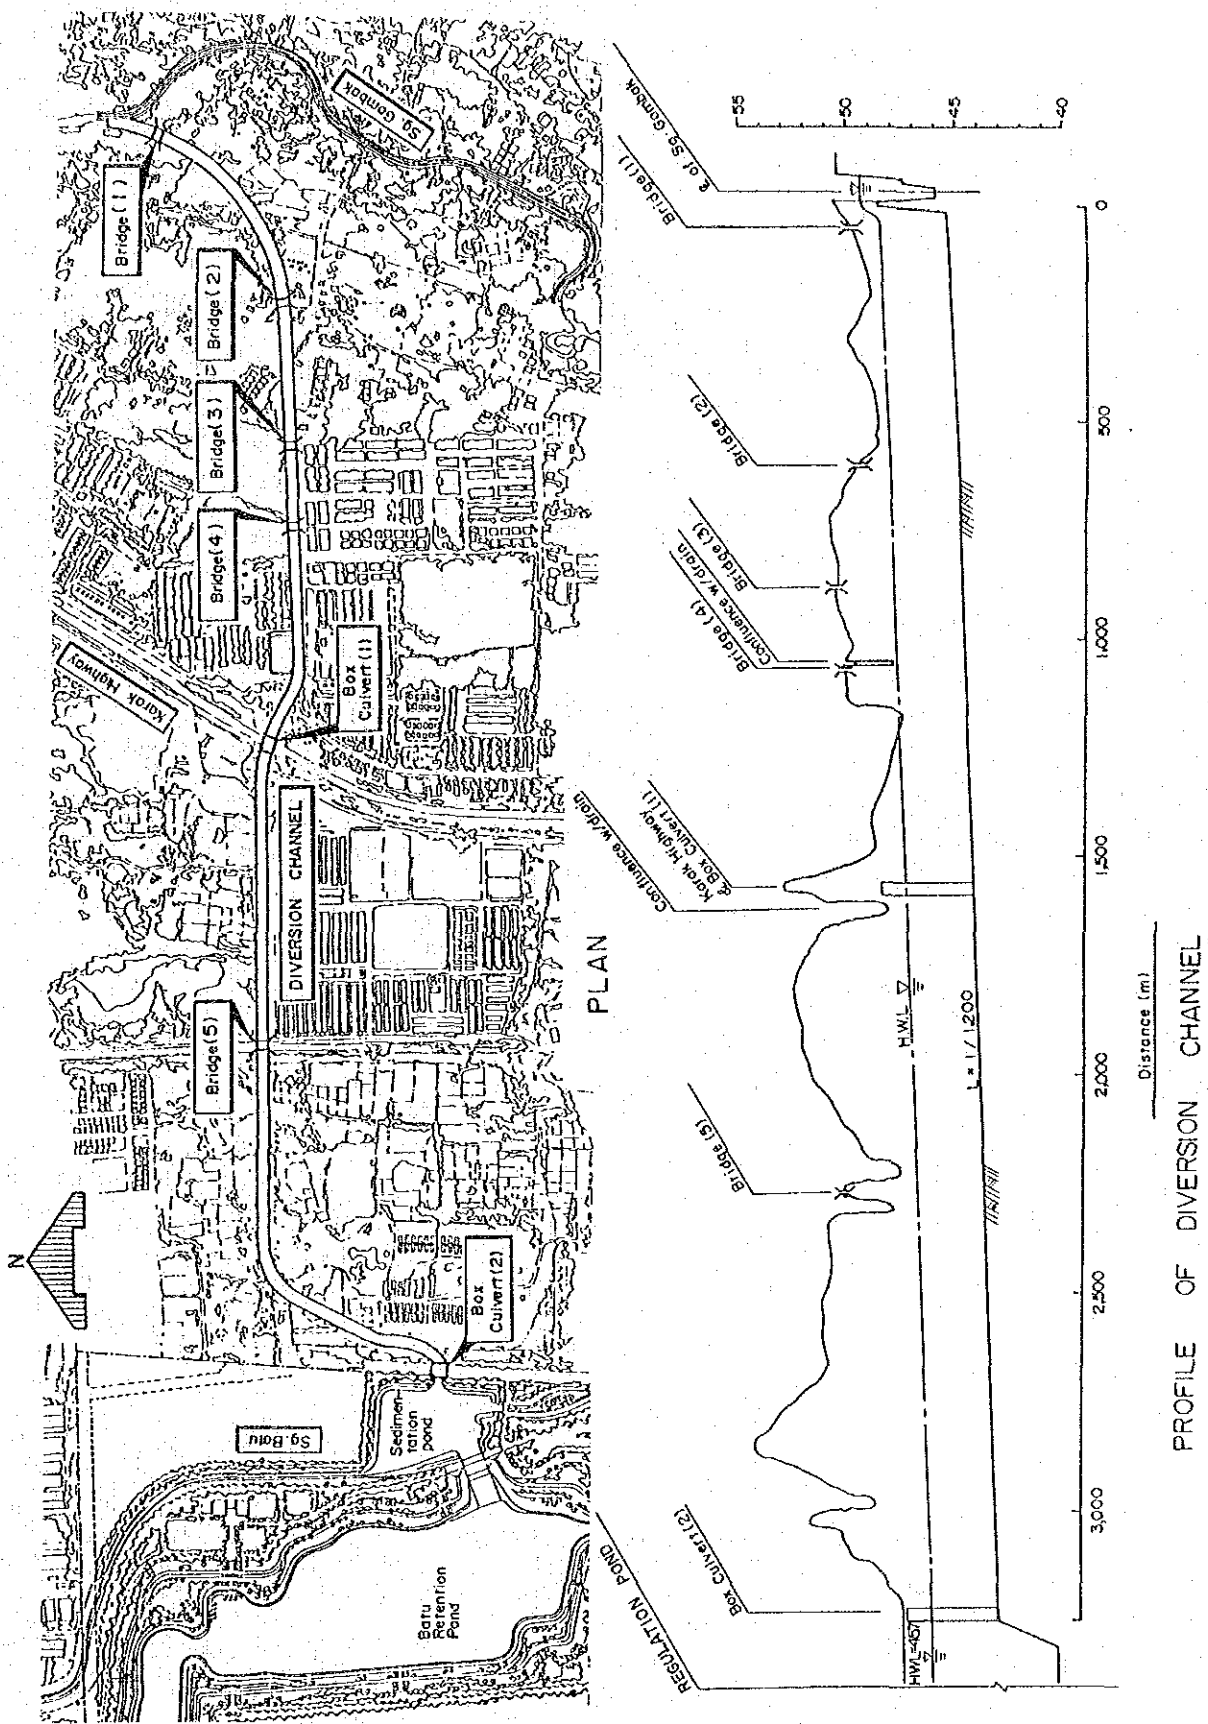 N
Sg. Batu
Sedimen-
tation
pond
Batu
Retention
Pond
Box
Culvert (2)
Bridge (5)
DIVERSION CHANNEL
Karak Highway
Box
Culvert (1)
Bridge (4)
Bridge (3)
Bridge (2)
Bridge (1)
Sg. Gombak
PLAN
REGULATION POND
Box Culvert (2)
Bridge (5)
Confluence w/drain
Karak Highway
& Box Culvert (1)
Bridge (4)
Confluence w/drain
Bridge (3)
Bridge (2)
Bridge (1)
℄ of Sg. Gombak
55
50
45
40
HWL=45.7
H.W.L
L = 1 / 1,200
3,000
2,500
2,000
1,500
1,000
500
0
Distance (m)
PROFILE OF DIVERSION CHANNEL